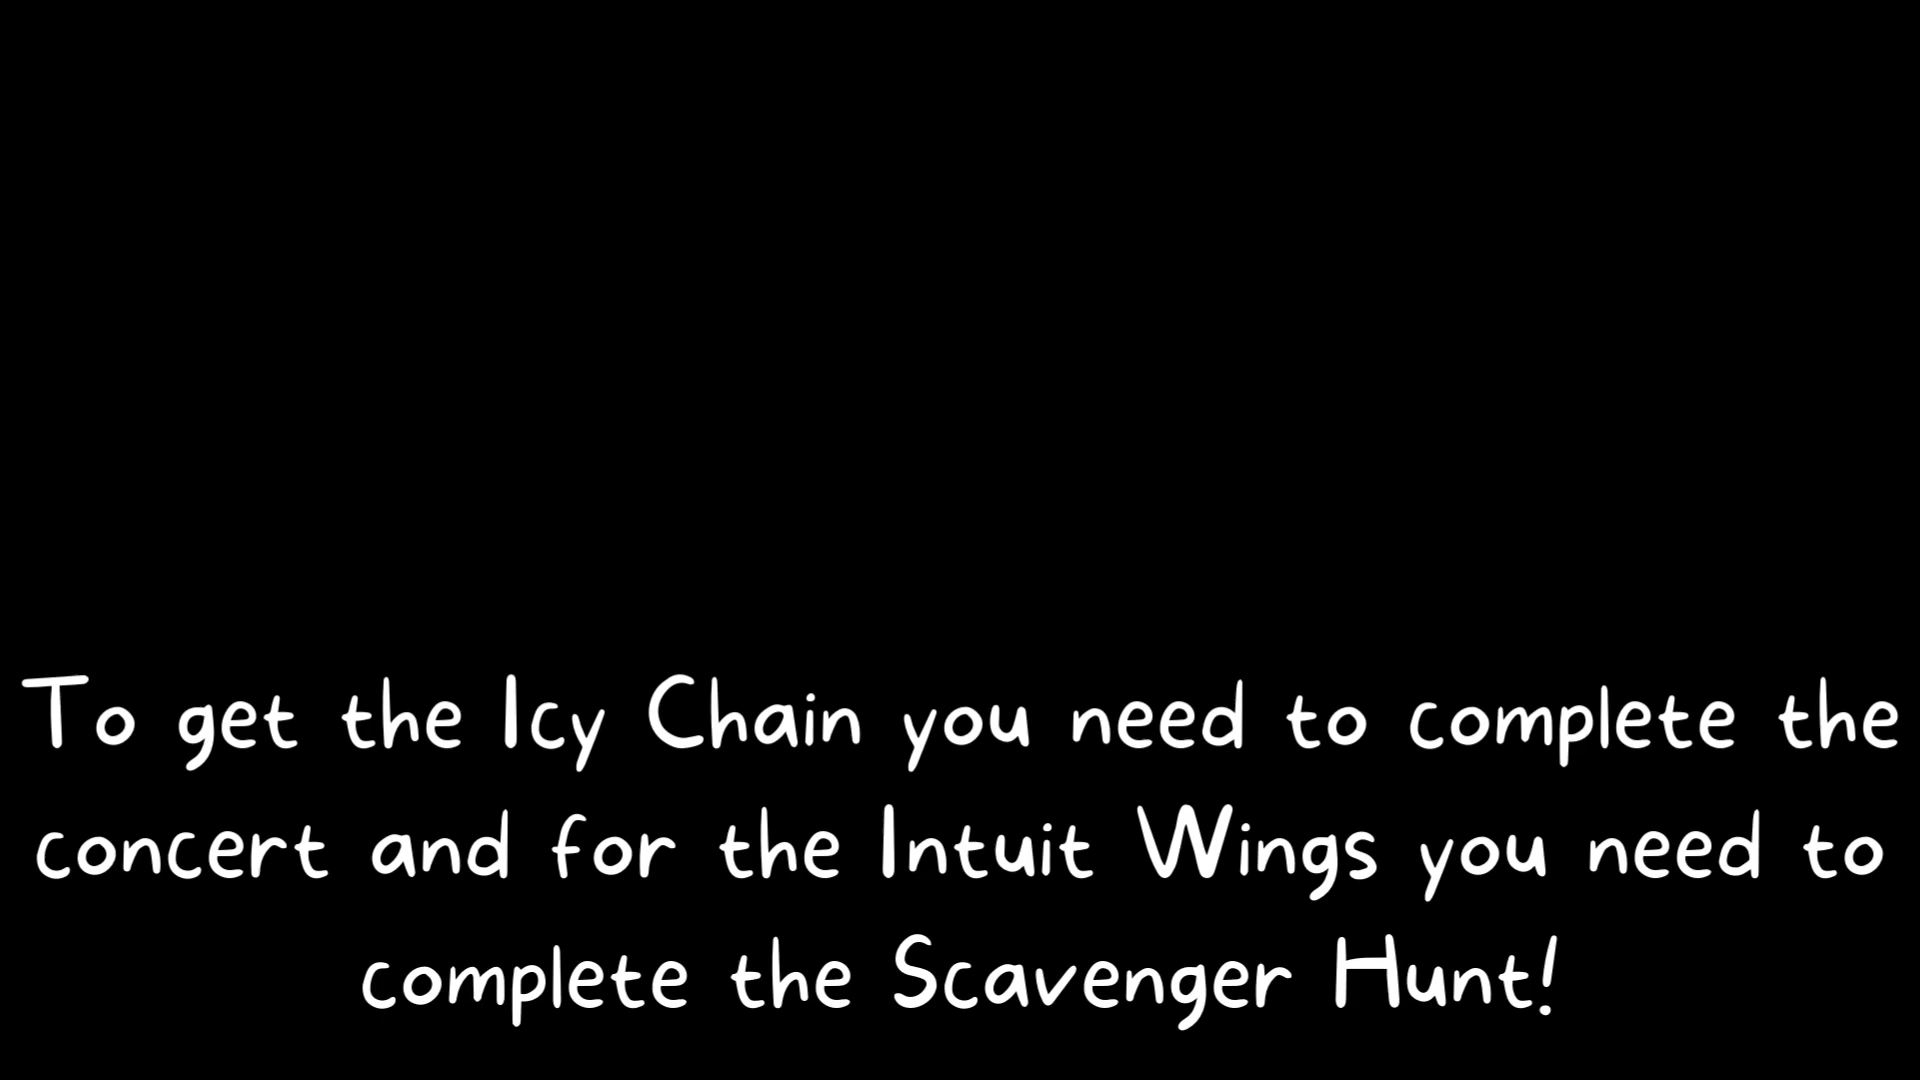 To get the Icy Chain you need to complete the
concert and for the Intuit Wings you need to
complete the Scavenger Hunt!